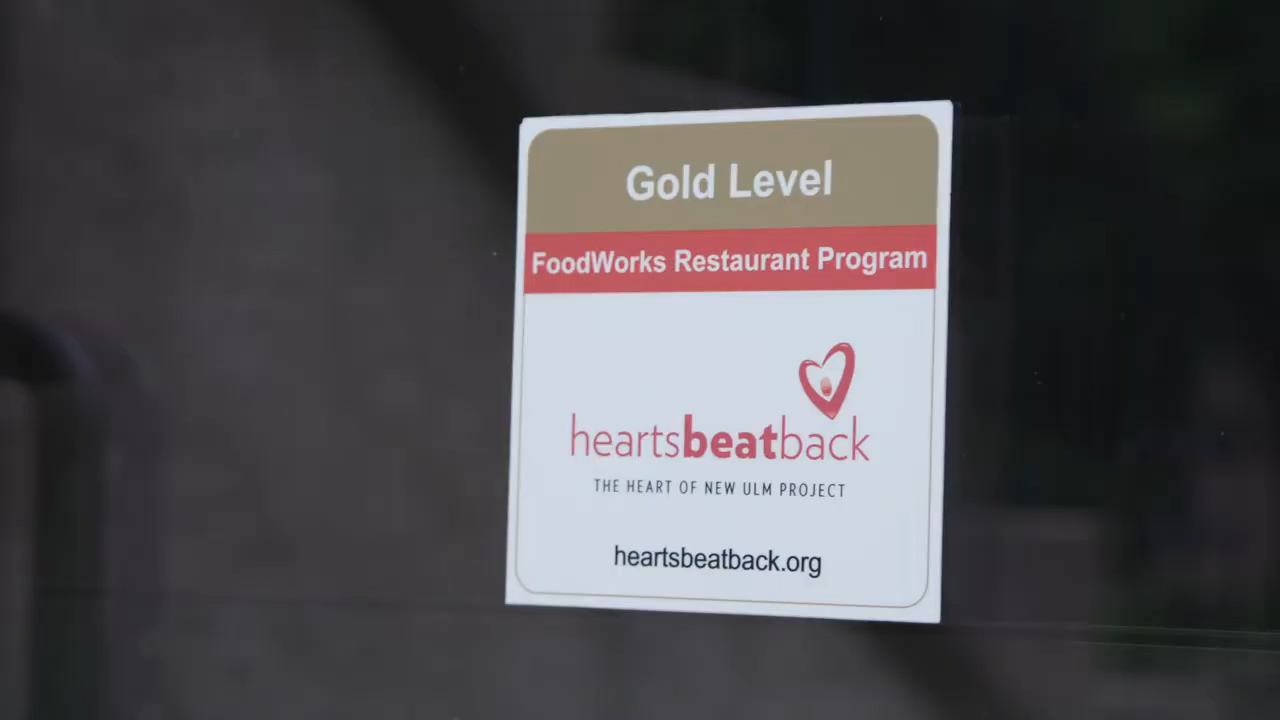 Gold Level
FoodWorks Restaurant Program
heartsbeatback
THE HEART OF NEW ULM PROJECT
heartsbeatback.org